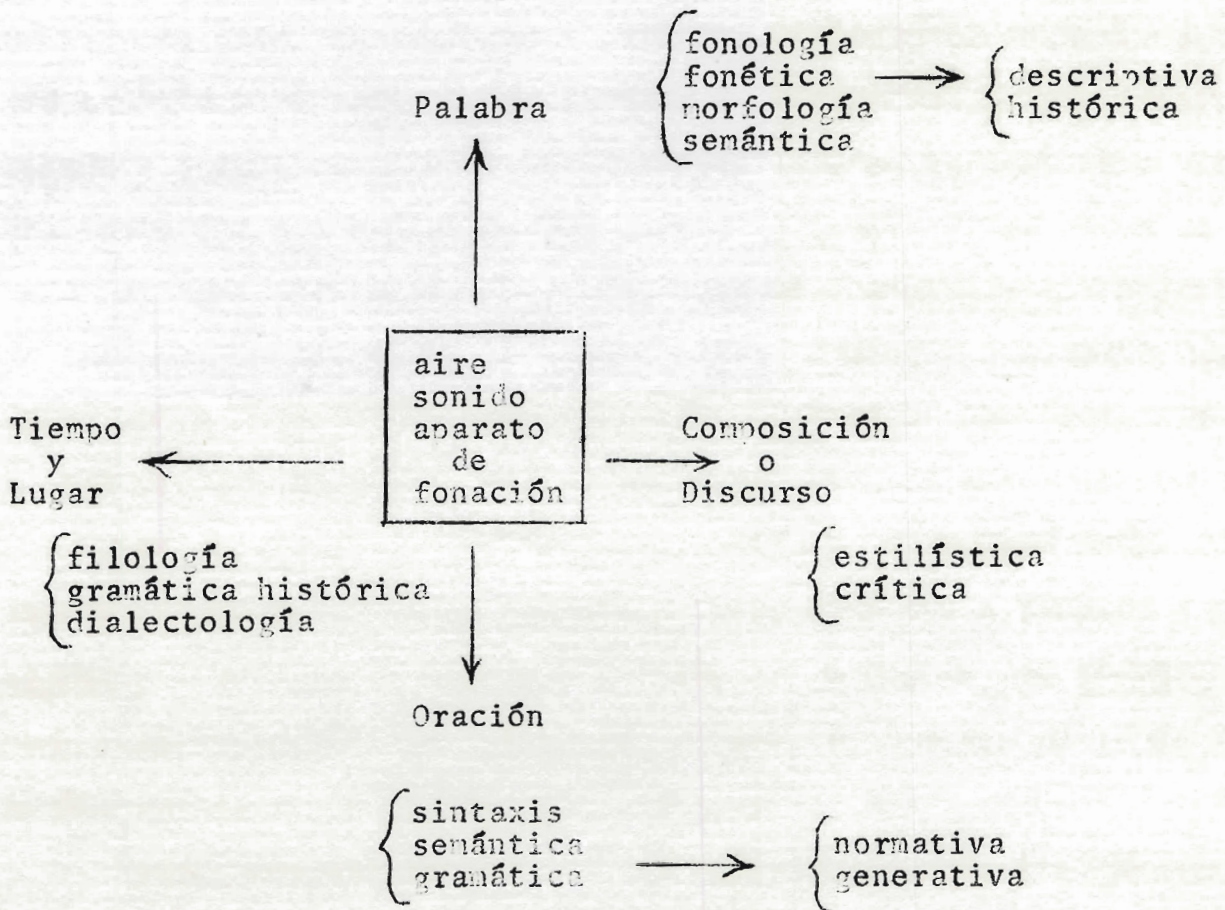 Palabra
fonología
fonética
morfología
semántica
descriptiva
histórica
aire
sonido
aparato
de
fonación
Tiempo
y
Lugar
filología
gramática histórica
dialectología
Composición
o
Discurso
estilística
crítica
Oración
sintaxis
semántica
gramática
normativa
generativa